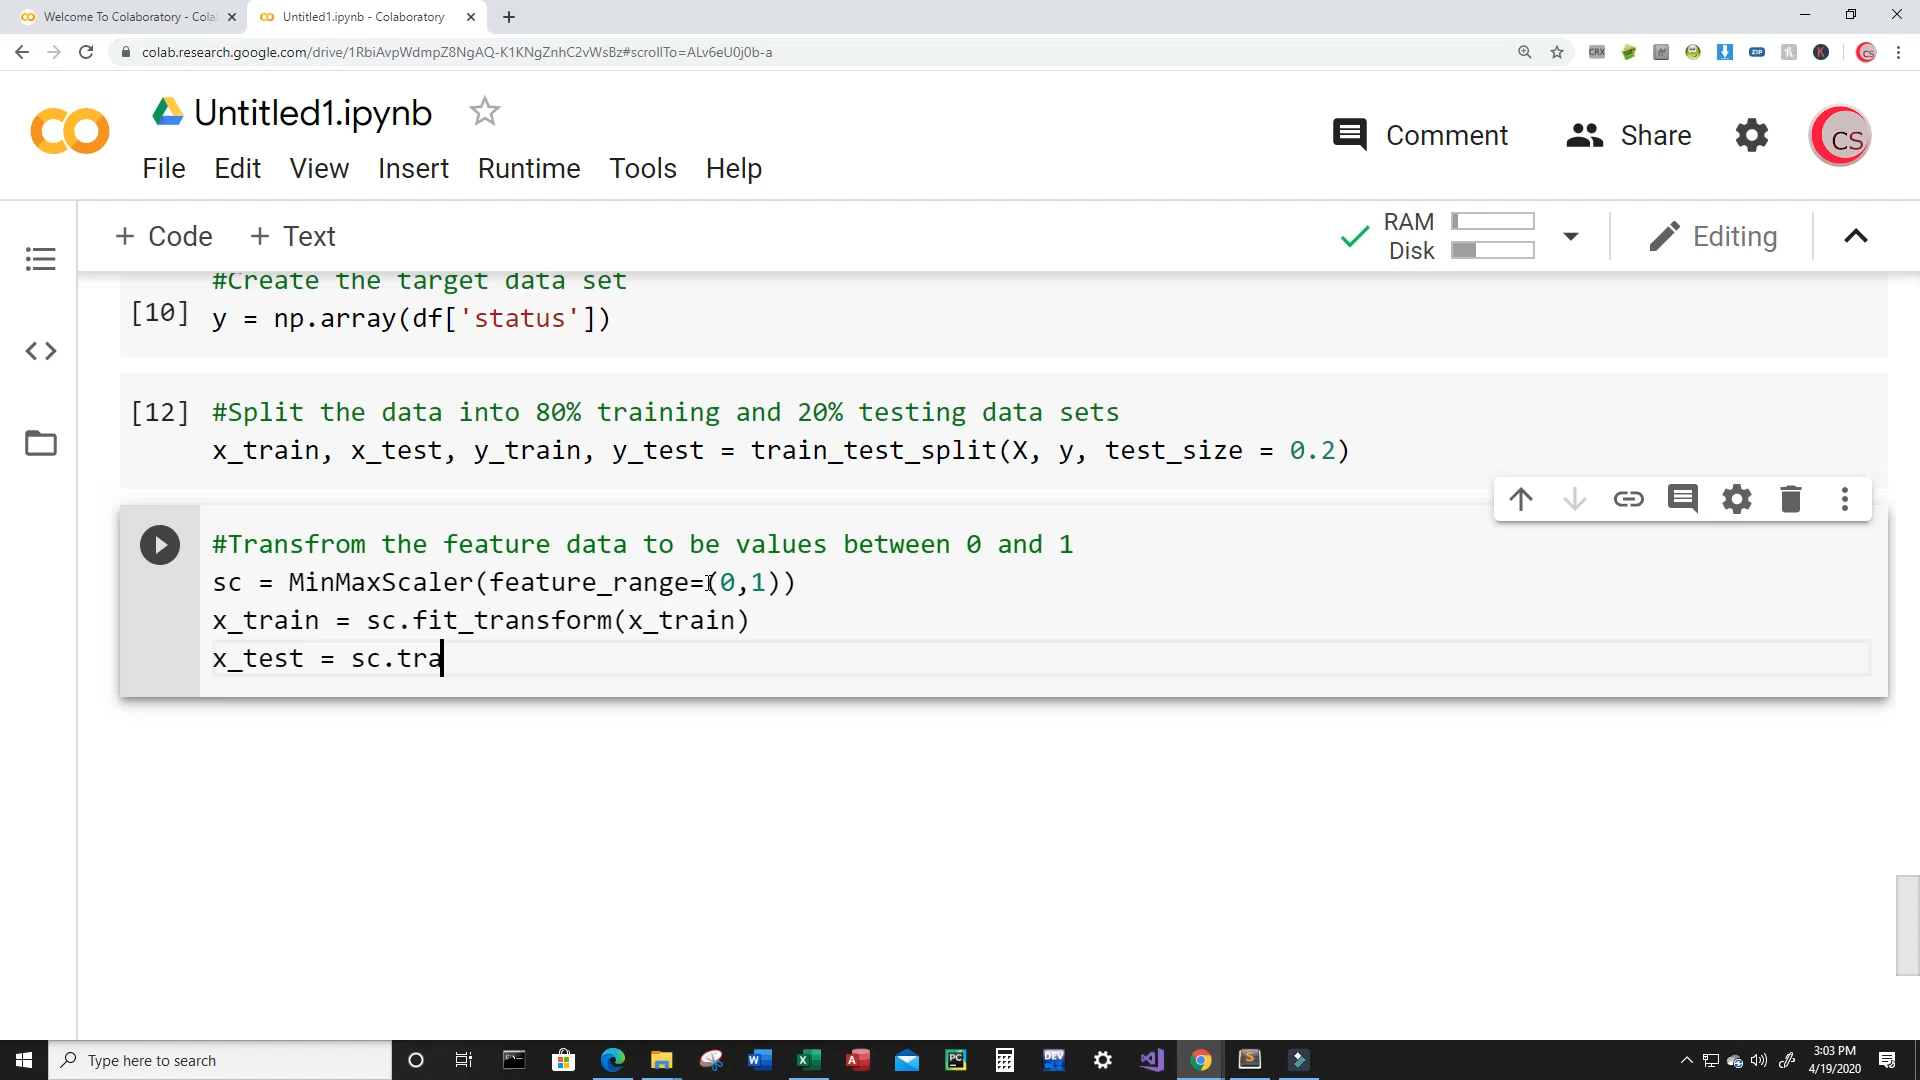 Welcome To Colaboratory - Cola
Untitled1.ipynb - Colaboratory
colab.research.google.com/drive/1RbiAvpWdmpZ8NgAQ-K1KNgZnhC2vWsBz#scrollTo=ALv6eU0j0b-a
CRX
ZIP
K
CS
Untitled1.ipynb
Comment
Share
CS
File Edit View Insert Runtime Tools Help
+ Code + Text
RAM
Disk
Editing
#Create the target data set
[10] y = np.array(df['status'])
[12] #Split the data into 80% training and 20% testing data sets
x_train, x_test, y_train, y_test = train_test_split(X, y, test_size = 0.2)
#Transfrom the feature data to be values between 0 and 1
sc = MinMaxScaler(feature_range=(0,1))
x_train = sc.fit_transform(x_train)
x_test = sc.tra
Type here to search
PC
DEV
3:03 PM
4/19/2020